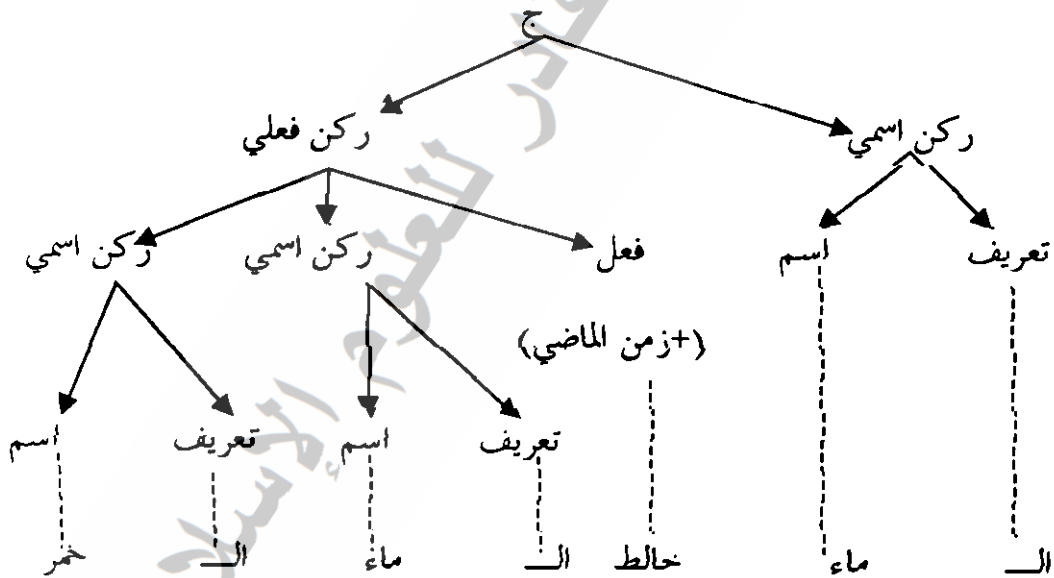 ج
ركن اسمي ركن فعلي
تعريف اسم فعل ركن اسمي ركن اسمي
(+زمن الماضي)
تعريف اسم تعريف اسم
الـ ماء خالط الـ ماء الـ خمر